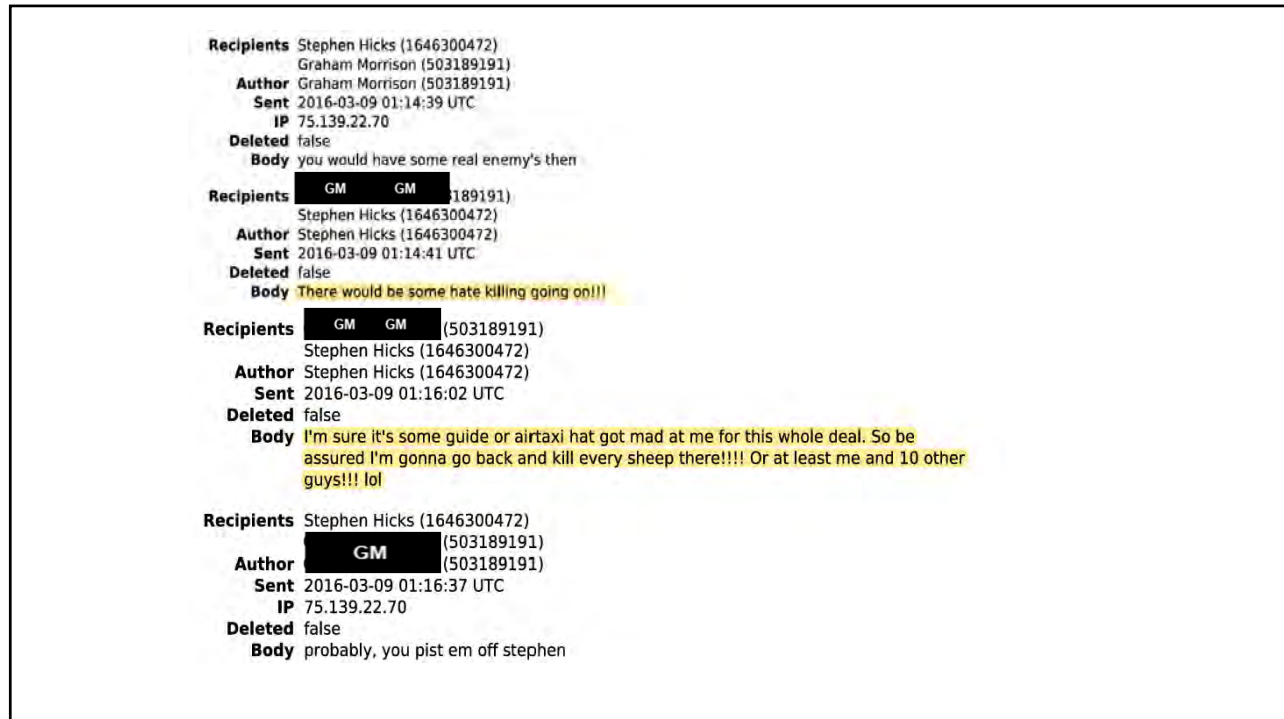 Recipients Stephen Hicks (1646300472)
Graham Morrison (503189191)
Author Graham Morrison (503189191)
Sent 2016-03-09 01:14:39 UTC
IP 75.139.22.70
Deleted false
Body you would have some real enemy's then
Recipients GM GM 189191)
Stephen Hicks (1646300472)
Author Stephen Hicks (1646300472)
Sent 2016-03-09 01:14:41 UTC
Deleted false
Body There would be some hate killing going on!!!
Recipients GM GM (503189191)
Stephen Hicks (1646300472)
Author Stephen Hicks (1646300472)
Sent 2016-03-09 01:16:02 UTC
Deleted false
Body I'm sure it's some guide or airtaxi hat got mad at me for this whole deal. So be
assured I'm gonna go back and kill every sheep there!!!! Or at least me and 10 other
guys!!! lol
Recipients Stephen Hicks (1646300472)
GM (503189191)
Author (503189191)
Sent 2016-03-09 01:16:37 UTC
IP 75.139.22.70
Deleted false
Body probably, you pist em off stephen